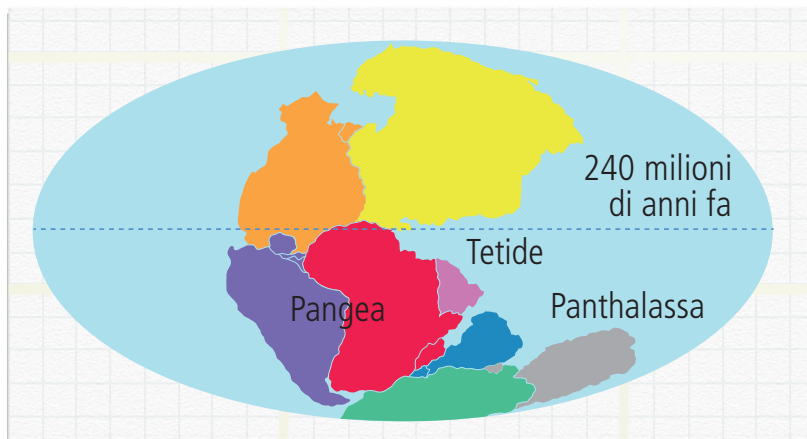 240 milioni
di anni fa
Tetide
Pangea
Panthalassa